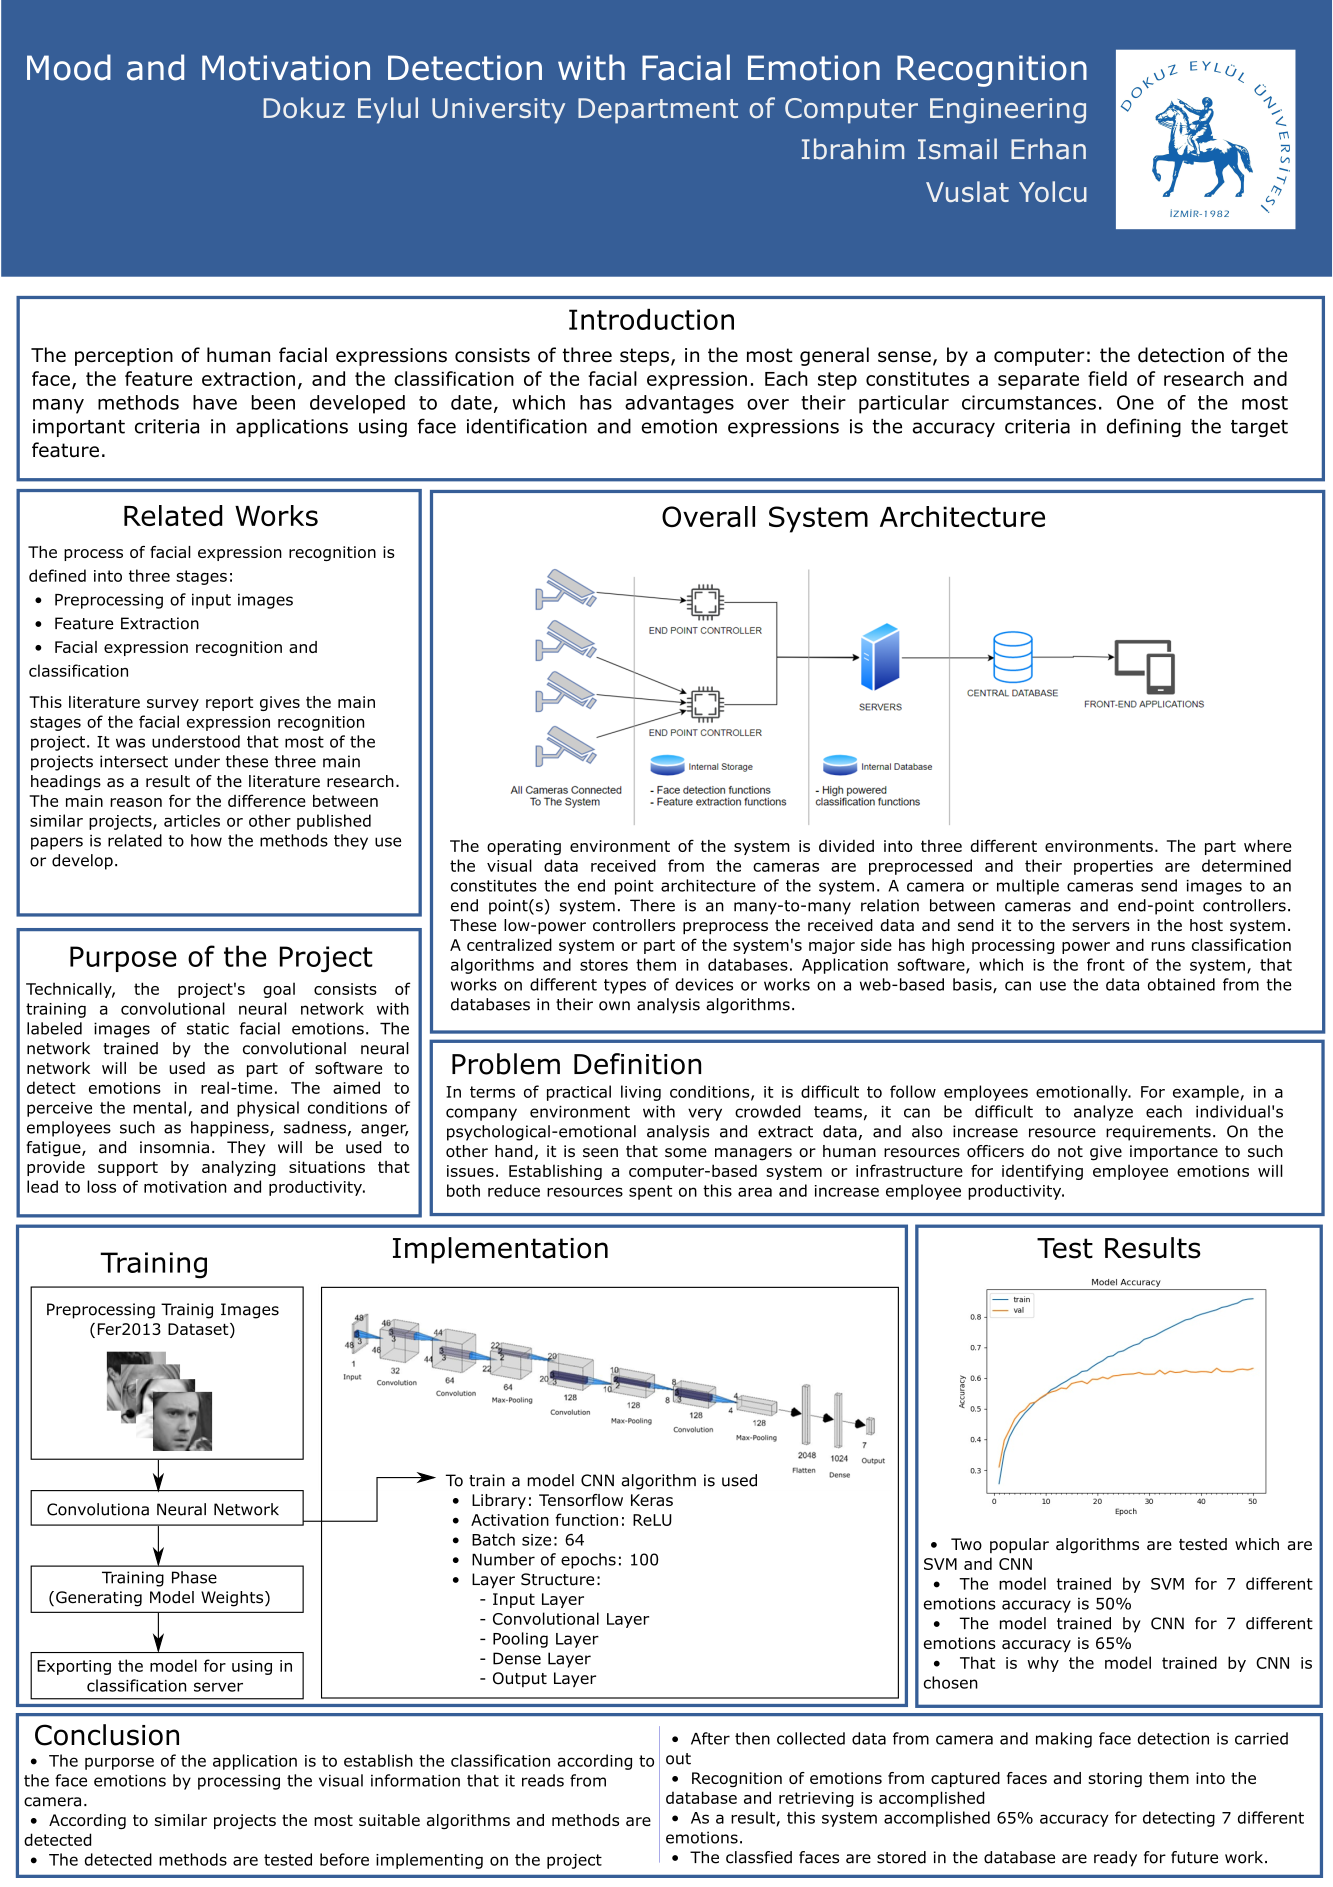 Mood and Motivation Detection with Facial Emotion Recognition
Dokuz Eylul University Department of Computer Engineering
Ibrahim Ismail Erhan
Vuslat Yolcu
DOKUZ EYLÜL ÜNİVERSİTESİ
İZMİR-1982
Introduction
The perception of human facial expressions consists of three steps, in the most general sense, by a computer: the detection of the
face, the feature extraction, and the classification of the facial expression. Each step constitutes a separate field of research and
many methods have been developed to date, which has advantages over their particular circumstances. One of the most
important criteria in applications using face identification and emotion expressions is the accuracy criteria in defining the target
feature.
Related Works
The process of facial expression recognition is
defined into three stages:
• Preprocessing of input images
• Feature Extraction
• Facial expression recognition and
classification
This literature survey report gives the main
stages of the facial expression recognition
project. It was understood that most of the
projects intersect under these three main
headings as a result of the literature research.
The main reason for the difference between
similar projects, articles or other published
papers is related to how the methods they use
or develop.
Overall System Architecture
END POINT CONTROLLER
END POINT CONTROLLER
SERVERS
CENTRAL DATABASE
FRONT-END APPLICATIONS
All Cameras Connected
To The System
Internal Storage
- Face detection functions
- Feature extraction functions
Internal Database
- High powered
classification functions
The operating environment of the system is divided into three different environments. The part where
the visual data received from the cameras are preprocessed and their properties are determined
constitutes the end point architecture of the system. A camera or multiple cameras send images to an
end point(s) system. There is an many-to-many relation between cameras and end-point controllers.
These low-power controllers preprocess the received data and send it to the servers in the host system.
A centralized system or part of the system's major side has high processing power and runs classification
algorithms and stores them in databases. Application software, which is the front of the system, that
works on different types of devices or works on a web-based basis, can use the data obtained from the
databases in their own analysis algorithms.
Purpose of the Project
Technically, the project's goal consists of
training a convolutional neural network with
labeled images of static facial emotions. The
network trained by the convolutional neural
network will be used as part of software to
detect emotions in real-time. The aimed to
perceive the mental, and physical conditions of
employees such as happiness, sadness, anger,
fatigue, and insomnia. They will be used to
provide support by analyzing situations that
lead to loss of motivation and productivity.
Problem Definition
In terms of practical living conditions, it is difficult to follow employees emotionally. For example, in a
company environment with very crowded teams, it can be difficult to analyze each individual's
psychological-emotional analysis and extract data, and also increase resource requirements. On the
other hand, it is seen that some managers or human resources officers do not give importance to such
issues. Establishing a computer-based system or infrastructure for identifying employee emotions will
both reduce resources spent on this area and increase employee productivity.
Implementation
Training
Preprocessing Trainig Images
(Fer2013 Dataset)
Convolutiona Neural Network
Training Phase
(Generating Model Weights)
Exporting the model for using in
classification server
48 48 3 1 Input
46 46 3 3 32 Convolution
44 44 3 3 64 Convolution
22 22 2 2 64 Max-Pooling
20 20 3 128 Convolution
10 10 2 128 Max-Pooling
8 8 3 128 Convolution
4 4 128 Max-Pooling
2048 Flatten
1024 Dense
7 Output
To train a model CNN algorithm is used
• Library: Tensorflow Keras
• Activation function: ReLU
• Batch size: 64
• Number of epochs: 100
• Layer Structure:
- Input Layer
- Convolutional Layer
- Pooling Layer
- Dense Layer
- Output Layer
Test Results
Model Accuracy
train
val
Accuracy
0.8
0.7
0.6
0.5
0.4
0.3
0 10 20 30 40 50
Epoch
• Two popular algorithms are tested which are
SVM and CNN
• The model trained by SVM for 7 different
emotions accuracy is 50%
• The model trained by CNN for 7 different
emotions accuracy is 65%
• That is why the model trained by CNN is
chosen
Conclusion
• The purporse of the application is to establish the classification according to
the face emotions by processing the visual information that it reads from
camera.
• According to similar projects the most suitable algorithms and methods are
detected
• The detected methods are tested before implementing on the project
• After then collected data from camera and making face detection is carried
out
• Recognition of emotions from captured faces and storing them into the
database and retrieving is accomplished
• As a result, this system accomplished 65% accuracy for detecting 7 different
emotions.
• The classfied faces are stored in the database are ready for future work.